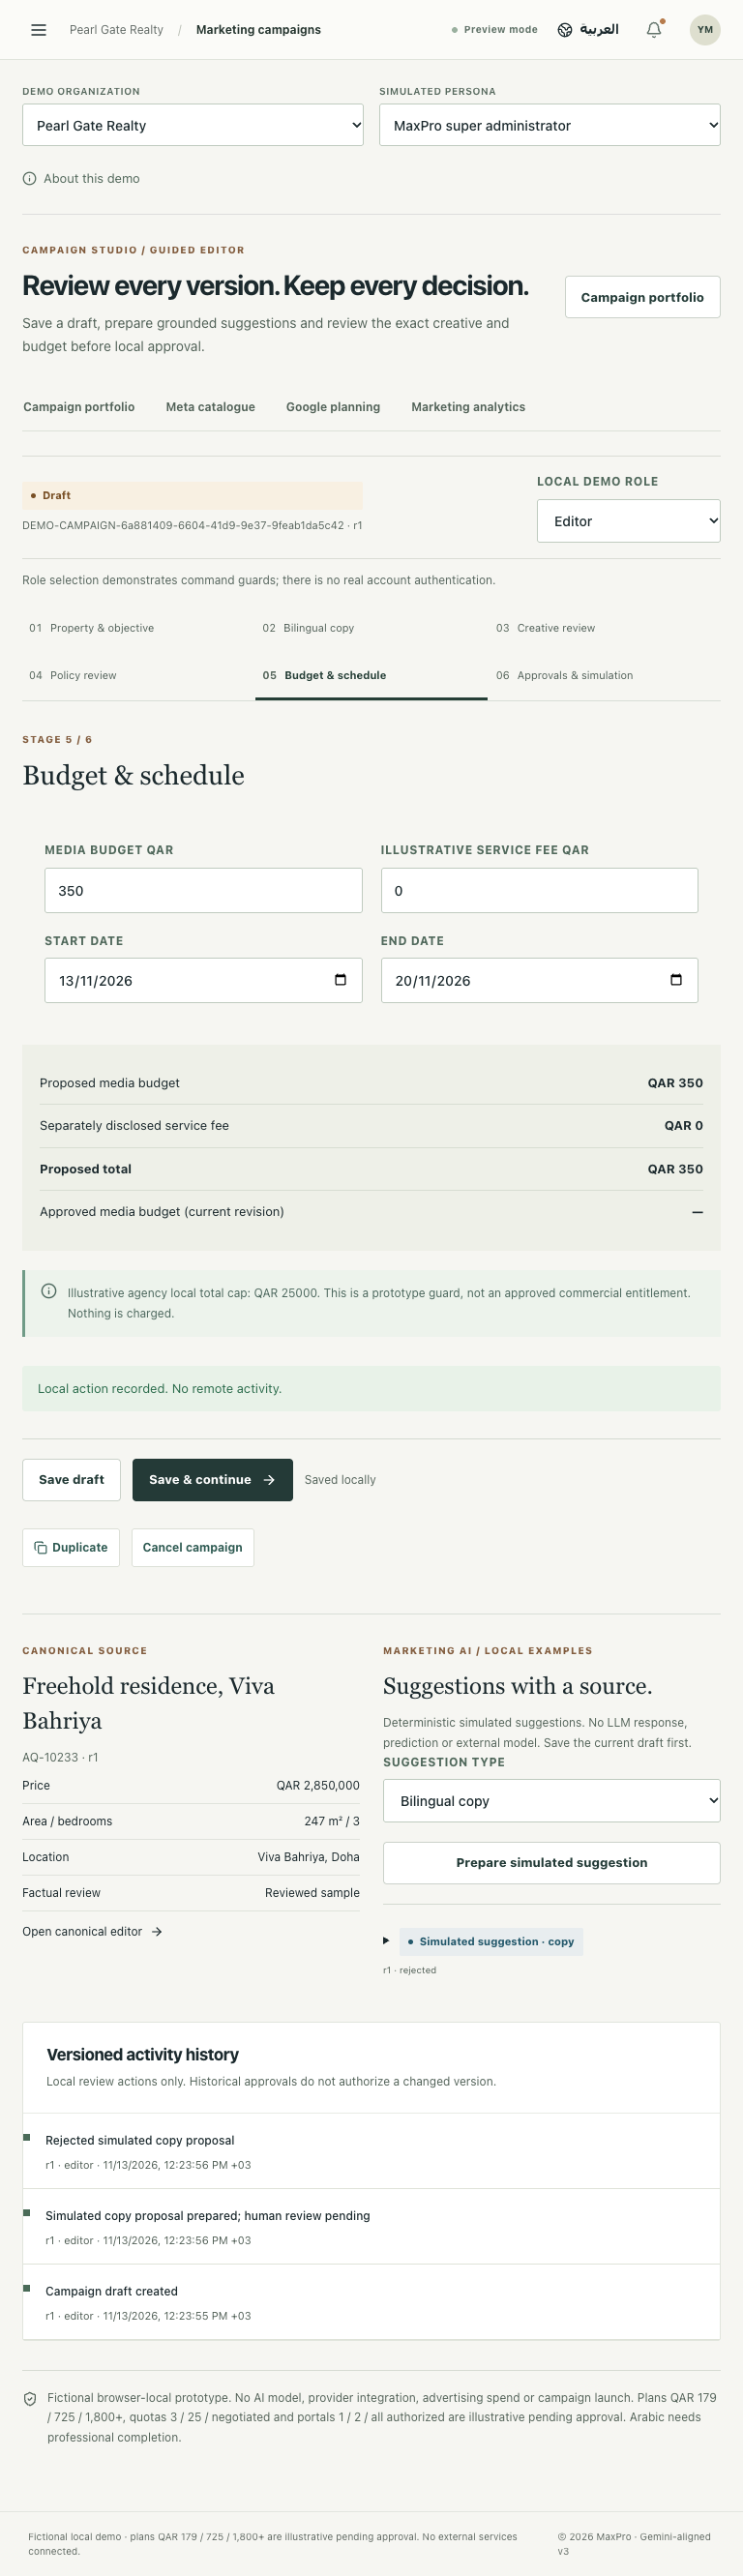 Pearl Gate Realty / Marketing campaigns
Preview mode
العربية
YM
DEMO ORGANIZATION
SIMULATED PERSONA
Pearl Gate Realty
MaxPro super administrator
About this demo
CAMPAIGN STUDIO / GUIDED EDITOR
Review every version. Keep every decision.
Campaign portfolio
Save a draft, prepare grounded suggestions and review the exact creative and
budget before local approval.
Campaign portfolio
Meta catalogue
Google planning
Marketing analytics
Draft
DEMO-CAMPAIGN-6a881409-6604-41d9-9e37-9feab1da5c42 · r1
LOCAL DEMO ROLE
Editor
Role selection demonstrates command guards; there is no real account authentication.
01 Property & objective
02 Bilingual copy
03 Creative review
04 Policy review
05 Budget & schedule
06 Approvals & simulation
STAGE 5 / 6
Budget & schedule
MEDIA BUDGET QAR
ILLUSTRATIVE SERVICE FEE QAR
350
0
START DATE
END DATE
13/11/2026
20/11/2026
Proposed media budget QAR 350
Separately disclosed service fee QAR 0
Proposed total QAR 350
Approved media budget (current revision) —
Illustrative agency local total cap: QAR 25000. This is a prototype guard, not an approved commercial entitlement.
Nothing is charged.
Local action recorded. No remote activity.
Save draft
Save & continue
Saved locally
Duplicate
Cancel campaign
CANONICAL SOURCE
Freehold residence, Viva
Bahriya
AQ-10233 · r1
Price QAR 2,850,000
Area / bedrooms 247 m² / 3
Location Viva Bahriya, Doha
Factual review Reviewed sample
Open canonical editor
MARKETING AI / LOCAL EXAMPLES
Suggestions with a source.
Deterministic simulated suggestions. No LLM response,
prediction or external model. Save the current draft first.
SUGGESTION TYPE
Bilingual copy
Prepare simulated suggestion
Simulated suggestion · copy
r1 · rejected
Versioned activity history
Local review actions only. Historical approvals do not authorize a changed version.
Rejected simulated copy proposal
r1 · editor · 11/13/2026, 12:23:56 PM +03
Simulated copy proposal prepared; human review pending
r1 · editor · 11/13/2026, 12:23:56 PM +03
Campaign draft created
r1 · editor · 11/13/2026, 12:23:55 PM +03
Fictional browser-local prototype. No AI model, provider integration, advertising spend or campaign launch. Plans QAR 179
/ 725 / 1,800+, quotas 3 / 25 / negotiated and portals 1 / 2 / all authorized are illustrative pending approval. Arabic needs
professional completion.
Fictional local demo · plans QAR 179 / 725 / 1,800+ are illustrative pending approval. No external services
connected.
© 2026 MaxPro · Gemini-aligned
v3